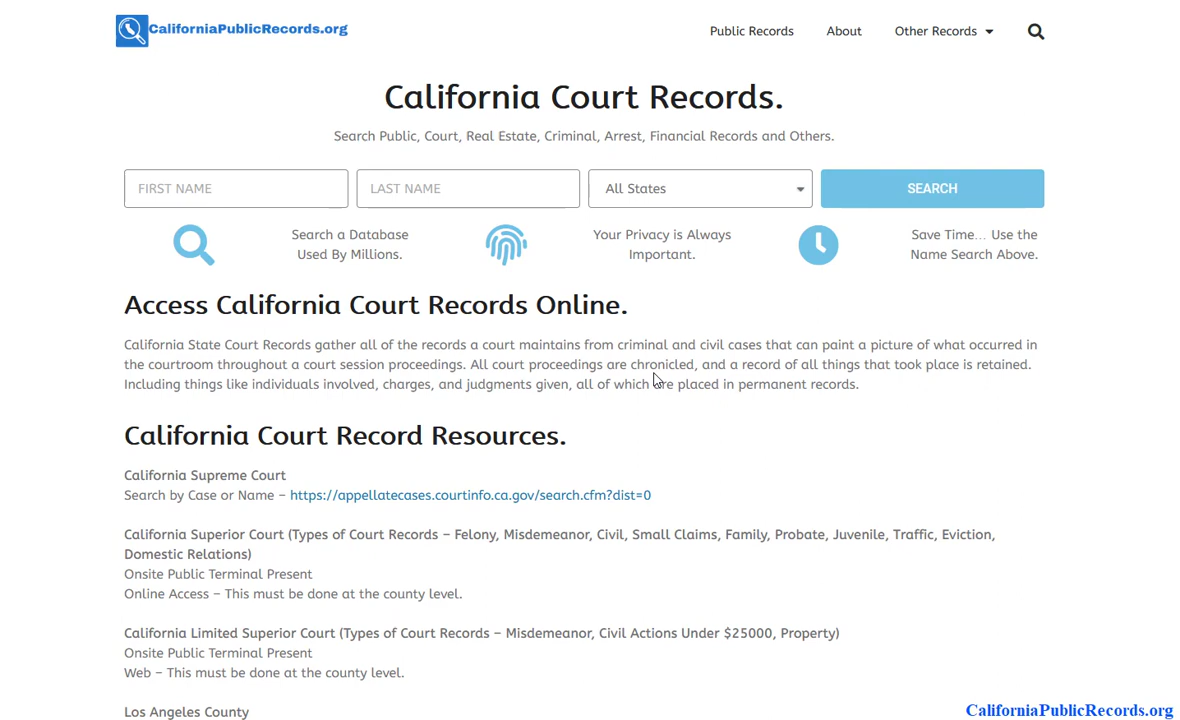 CaliforniaPublicRecords.org
Public Records
About
Other Records
California Court Records.
Search Public, Court, Real Estate, Criminal, Arrest, Financial Records and Others.
FIRST NAME
LAST NAME
All States
SEARCH
Search a Database
Used By Millions.
Your Privacy is Always
Important.
Save Time... Use the
Name Search Above.
Access California Court Records Online.
California State Court Records gather all of the records a court maintains from criminal and civil cases that can paint a picture of what occurred in
the courtroom throughout a court session proceedings. All court proceedings are chronicled, and a record of all things that took place is retained.
Including things like individuals involved, charges, and judgments given, all of which are placed in permanent records.
California Court Record Resources.
California Supreme Court
Search by Case or Name – https://appellatecases.courtinfo.ca.gov/search.cfm?dist=0
California Superior Court (Types of Court Records – Felony, Misdemeanor, Civil, Small Claims, Family, Probate, Juvenile, Traffic, Eviction,
Domestic Relations)
Onsite Public Terminal Present
Online Access – This must be done at the county level.
California Limited Superior Court (Types of Court Records – Misdemeanor, Civil Actions Under $25000, Property)
Onsite Public Terminal Present
Web – This must be done at the county level.
Los Angeles County
CaliforniaPublicRecords.org